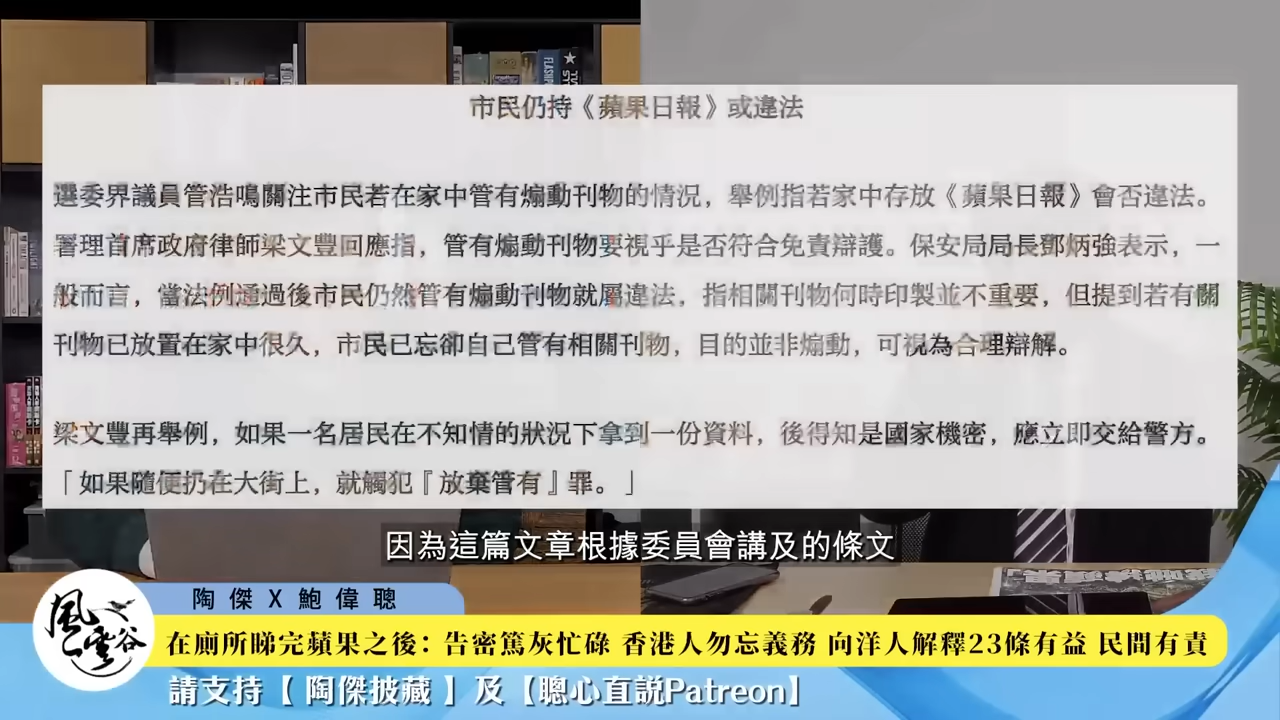 市民仍持《蘋果日報》或違法
選委界議員管浩鳴關注市民若在家中管有煽動刊物的情況，舉例指若家中存放《蘋果日報》會否違法。
署理首席政府律師梁文豐回應指，管有煽動刊物要視乎是否符合免責辯護。保安局局長鄧炳強表示，一
般而言，當法例通過後市民仍然管有煽動刊物就屬違法，指相關刊物何時印製並不重要，但提到若有關
刊物已放置在家中很久，市民已忘卻自己管有相關刊物，目的並非煽動，可視為合理辯解。
梁文豐再舉例，如果一名居民在不知情的狀況下拿到一份資料，後得知是國家機密，應立即交給警方。
「如果隨便扔在大街上，就觸犯『放棄管有』罪。」
因為這篇文章根據委員會講及的條文
陶傑 X 鮑偉聰
風雲谷
在廁所睇完蘋果之後：告密篤灰忙碌 香港人勿忘義務 向洋人解釋23條有益 民間有責
請支持【 陶傑披藏 】及【聰心直説Patreon】